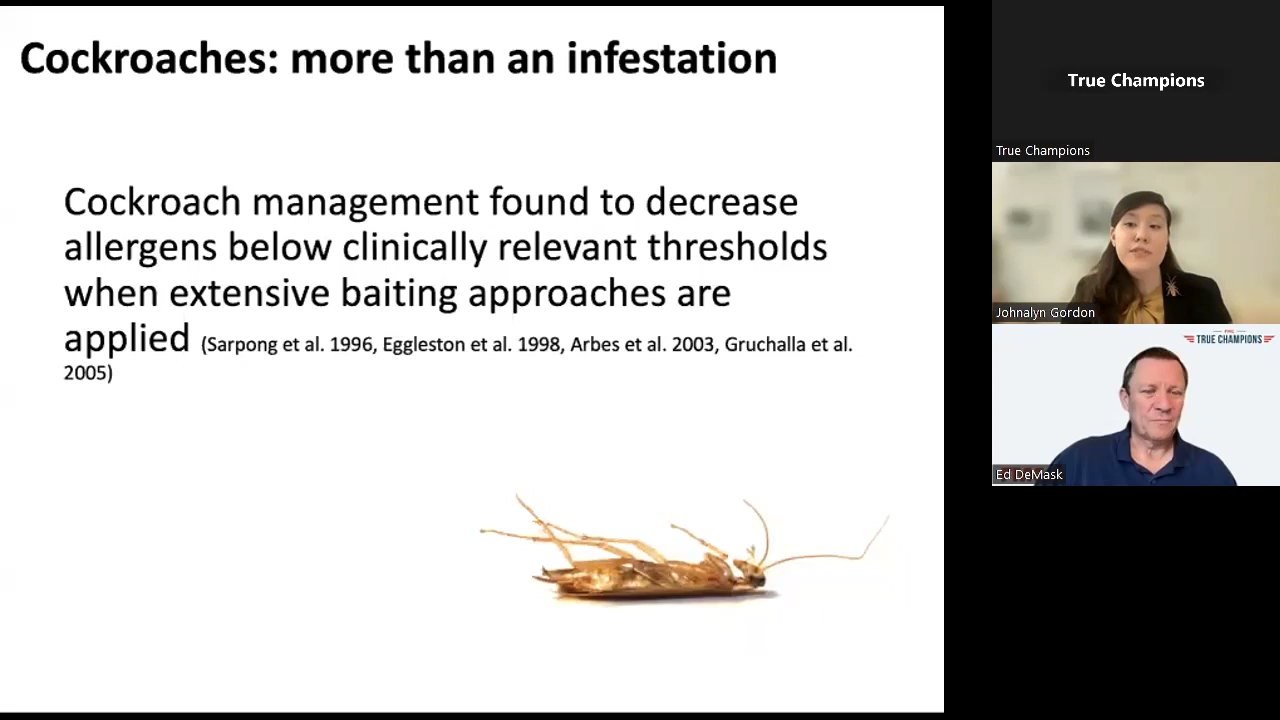 Cockroaches: more than an infestation
Cockroach management found to decrease
allergens below clinically relevant thresholds
when extensive baiting approaches are
applied (Sarpong et al. 1996, Eggleston et al. 1998, Arbes et al. 2003, Gruchalla et al.
2005)
True Champions
True Champions
Johnalyn Gordon
TRUE CHAMPIONS
Ed DeMask